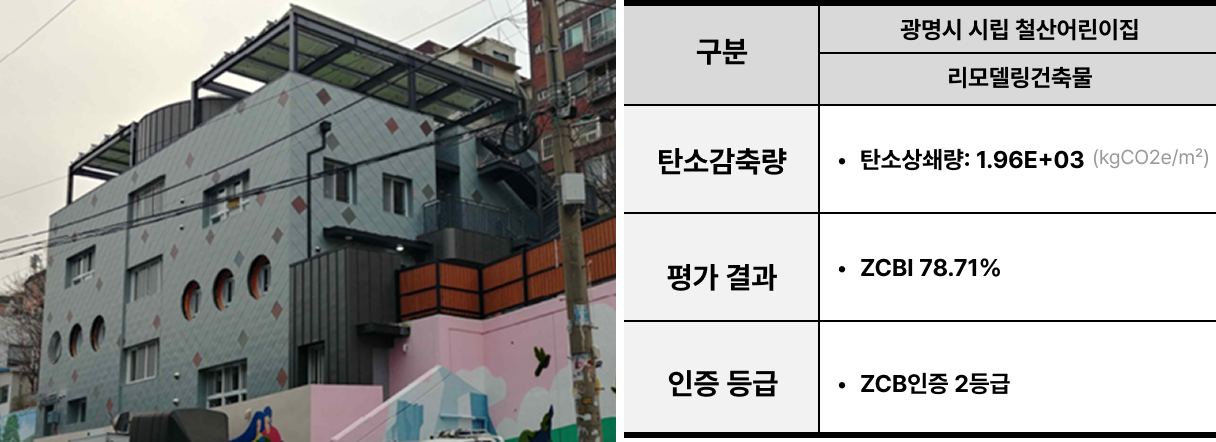 구분
광명시 시립 철산어린이집
리모델링건축물
탄소감축량
• 탄소상쇄량: 1.96E+03 (kgCO2e/m²)
평가 결과
• ZCBI 78.71%
인증 등급
• ZCB인증 2등급